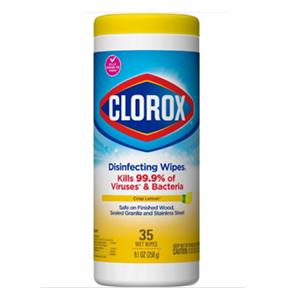 CLOROX
Disinfecting Wipes
Kills 99.9% of
Viruses* & Bacteria
Crisp Lemon
Safe on Finished Wood,
Sealed Granite and Stainless Steel
35
WET WIPES